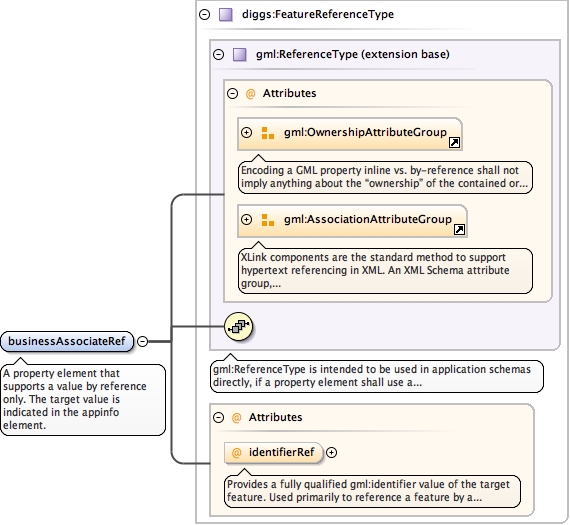 diggs:FeatureReferenceType
gml:ReferenceType (extension base)
@ Attributes
gml:OwnershipAttributeGroup
Encoding a GML property inline vs. by-reference shall not
imply anything about the “ownership” of the contained or...
gml:AssociationAttributeGroup
XLink components are the standard method to support
hypertext referencing in XML. An XML Schema attribute
group,...
businessAssociateRef
A property element that
supports a value by reference
only. The target value is
indicated in the appinfo
element.
gml:ReferenceType is intended to be used in application schemas
directly, if a property element shall use a...
@ Attributes
@ identifierRef
Provides a fully qualified gml:identifier value of the target
feature. Used primarily to reference a feature by a...